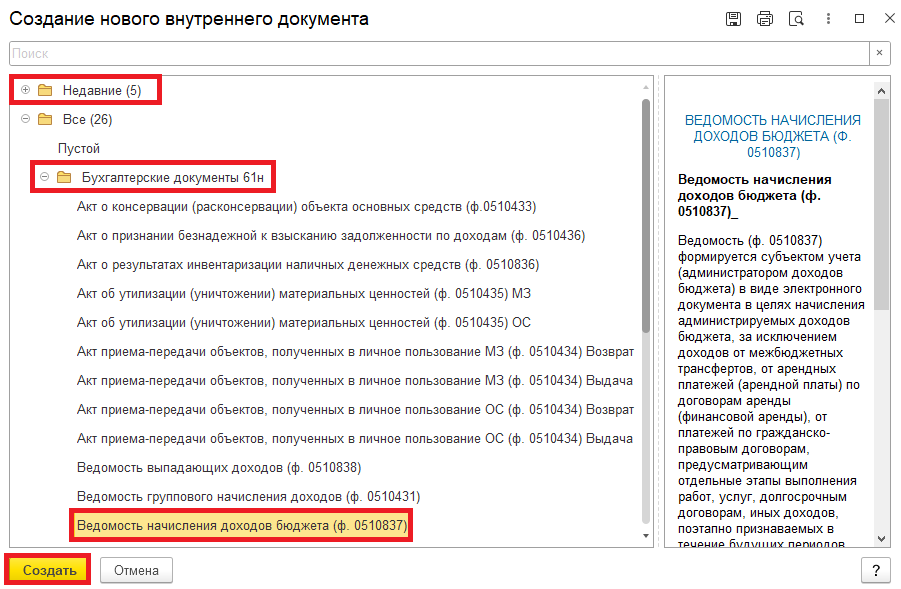 Создание нового внутреннего документа
Поиск
Недавние (5)
Все (26)
Пустой
Бухгалтерские документы 61н
Акт о консервации (расконсервации) объекта основных средств (ф.0510433)
Акт о признании безнадежной к взысканию задолженности по доходам (ф. 0510436)
Акт о результатах инвентаризации наличных денежных средств (ф. 0510836)
Акт об утилизации (уничтожении) материальных ценностей (ф. 0510435) МЗ
Акт об утилизации (уничтожении) материальных ценностей (ф. 0510435) ОС
Акт приема-передачи объектов, полученных в личное пользование МЗ (ф. 0510434) Возврат
Акт приема-передачи объектов, полученных в личное пользование МЗ (ф. 0510434) Выдача
Акт приема-передачи объектов, полученных в личное пользование ОС (ф. 0510434) Возврат
Акт приема-передачи объектов, полученных в личное пользование ОС (ф. 0510434) Выдача
Ведомость выпадающих доходов (ф. 0510838)
Ведомость группового начисления доходов (ф. 0510431)
Ведомость начисления доходов бюджета (ф. 0510837)
ВЕДОМОСТЬ НАЧИСЛЕНИЯ
ДОХОДОВ БЮДЖЕТА (Ф.
0510837)
Ведомость начисления
доходов бюджета (ф.
0510837)_
Ведомость (ф. 0510837)
формируется субъектом учета
(администратором доходов
бюджета) в виде электронного
документа в целях начисления
администрируемых доходов
бюджета, за исключением
доходов от межбюджетных
трансфертов, от арендных
платежей (арендной платы) по
договорам аренды
(финансовой аренды), от
платежей по гражданско-
правовым договорам,
предусматривающим
отдельные этапы выполнения
работ, услуг, долгосрочным
договорам, иных доходов,
поэтапно признаваемых в
течение будущих периодов
Создать
Отмена
?